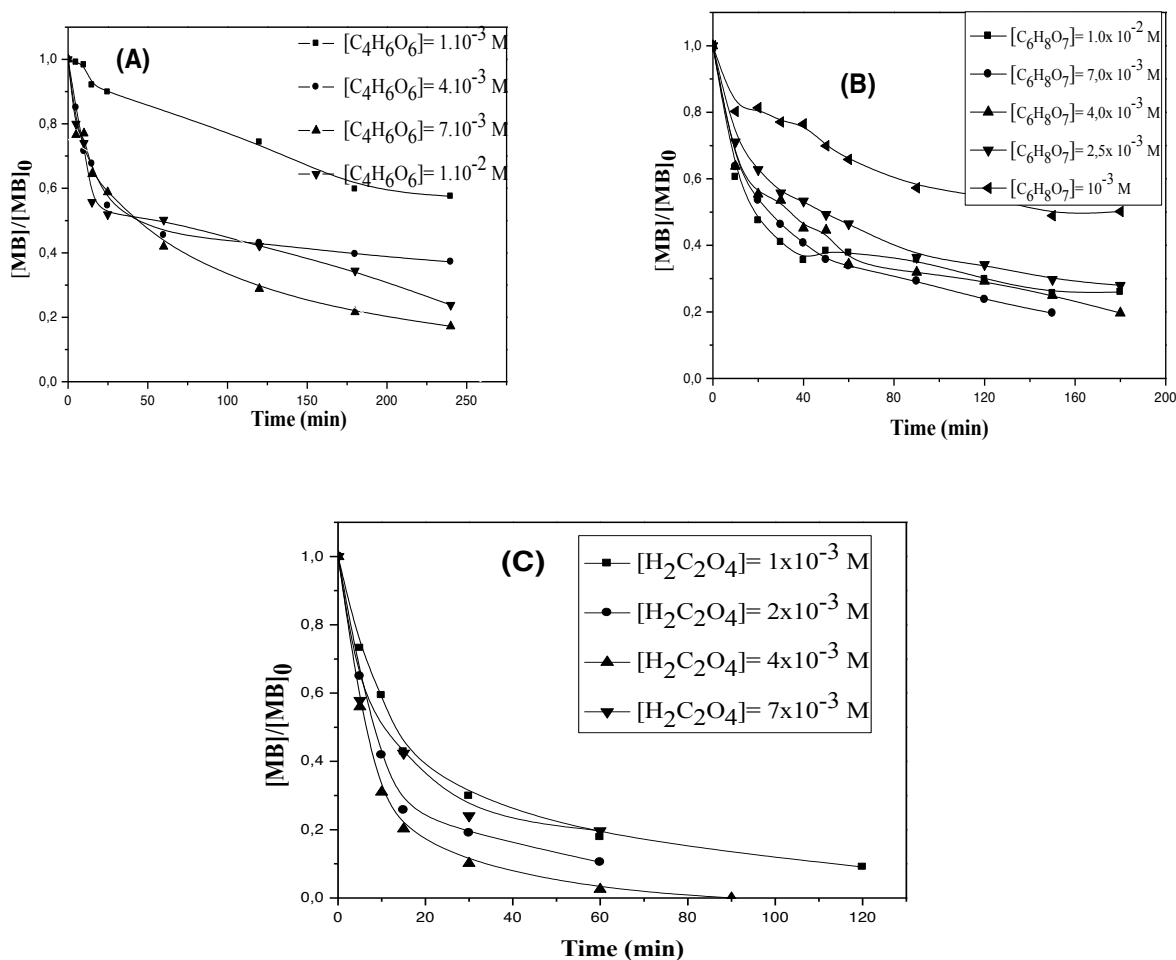 (A)
[C₄H₆O₆]= 1.10⁻³ M
[C₄H₆O₆]= 4.10⁻³ M
[C₄H₆O₆]= 7.10⁻³ M
[C₄H₆O₆]= 1.10⁻² M
[MB]/[MB]₀
1,0
0,8
0,6
0,4
0,2
0,0
0 50 100 150 200 250
Time (min)
(B)
[C₆H₈O₇]= 1.0x 10⁻² M
[C₆H₈O₇]= 7,0x 10⁻³ M
[C₆H₈O₇]= 4,0x 10⁻³ M
[C₆H₈O₇]= 2,5x 10⁻³ M
[C₆H₈O₇]= 10⁻³ M
[MB]/[MB]₀
1,0
0,8
0,6
0,4
0,2
0,0
0 40 80 120 160 200
Time (min)
(C)
[H₂C₂O₄]= 1x10⁻³ M
[H₂C₂O₄]= 2x10⁻³ M
[H₂C₂O₄]= 4x10⁻³ M
[H₂C₂O₄]= 7x10⁻³ M
[MB]/[MB]₀
1,0
0,8
0,6
0,4
0,2
0,0
0 20 40 60 80 100 120
Time (min)